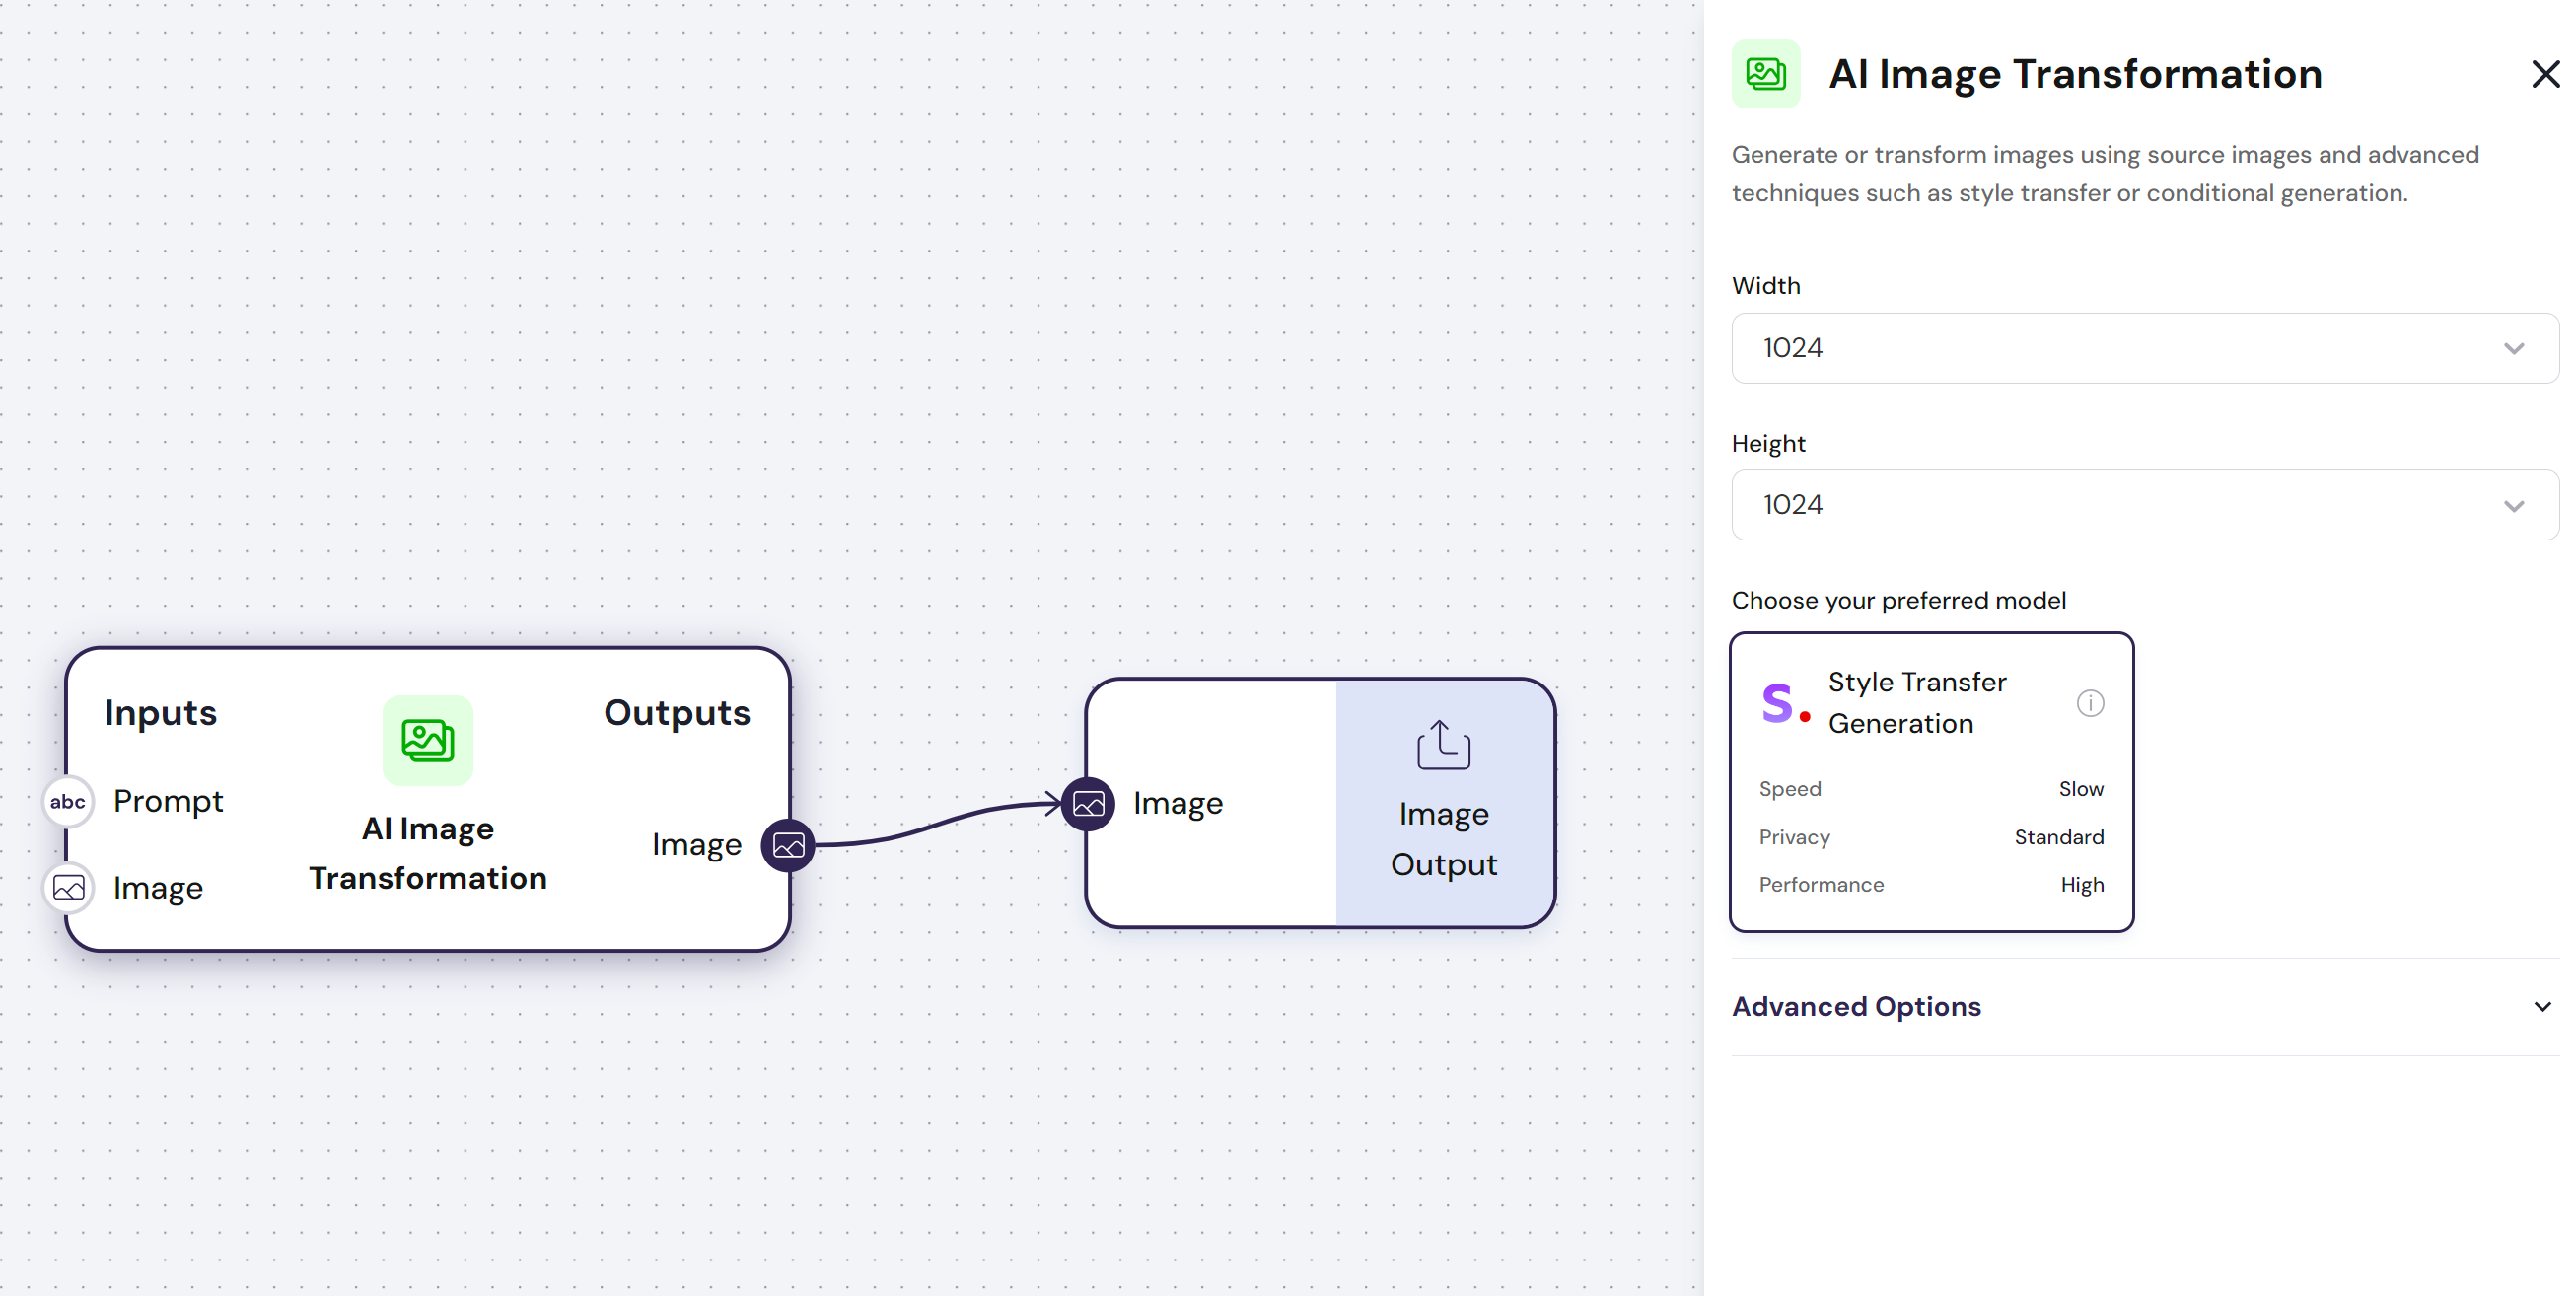 Inputs
Outputs
abc Prompt
Image
AI Image
Transformation
Image
Image
Image
Output
AI Image Transformation
Generate or transform images using source images and advanced
techniques such as style transfer or conditional generation.
Width
1024
Height
1024
Choose your preferred model
S.
Style Transfer
Generation
Speed Slow
Privacy Standard
Performance High
Advanced Options